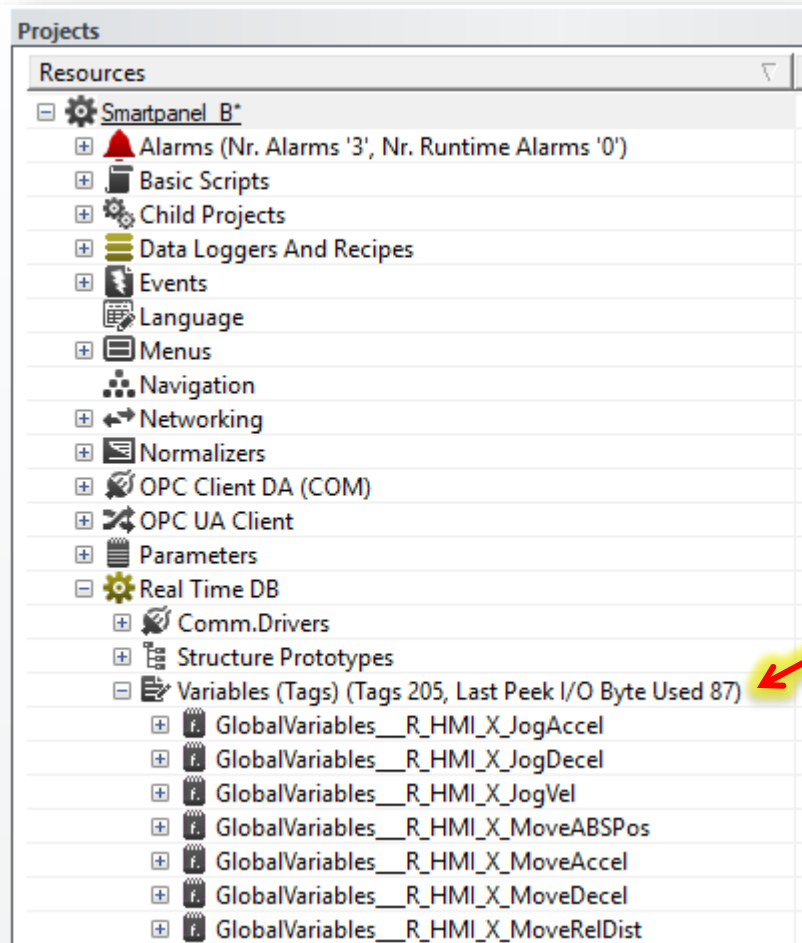 Projects
Resources
Smartpanel_B*
Alarms (Nr. Alarms '3', Nr. Runtime Alarms '0')
Basic Scripts
Child Projects
Data Loggers And Recipes
Events
Language
Menus
Navigation
Networking
Normalizers
OPC Client DA (COM)
OPC UA Client
Parameters
Real Time DB
Comm.Drivers
Structure Prototypes
Variables (Tags) (Tags 205, Last Peek I/O Byte Used 87)
GlobalVariables___R_HMI_X_JogAccel
GlobalVariables___R_HMI_X_JogDecel
GlobalVariables___R_HMI_X_JogVel
GlobalVariables___R_HMI_X_MoveABSPos
GlobalVariables___R_HMI_X_MoveAccel
GlobalVariables___R_HMI_X_MoveDecel
GlobalVariables___R_HMI_X_MoveRelDist